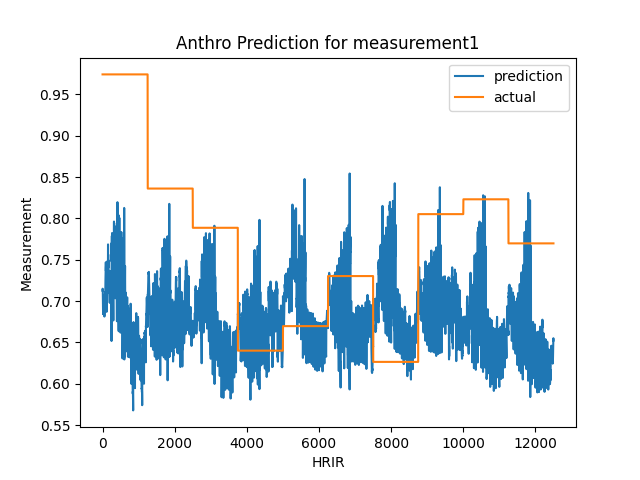 Anthro Prediction for measurement1
prediction
actual
Measurement
0.95
0.90
0.85
0.80
0.75
0.70
0.65
0.60
0.55
0 2000 4000 6000 8000 10000 12000
HRIR